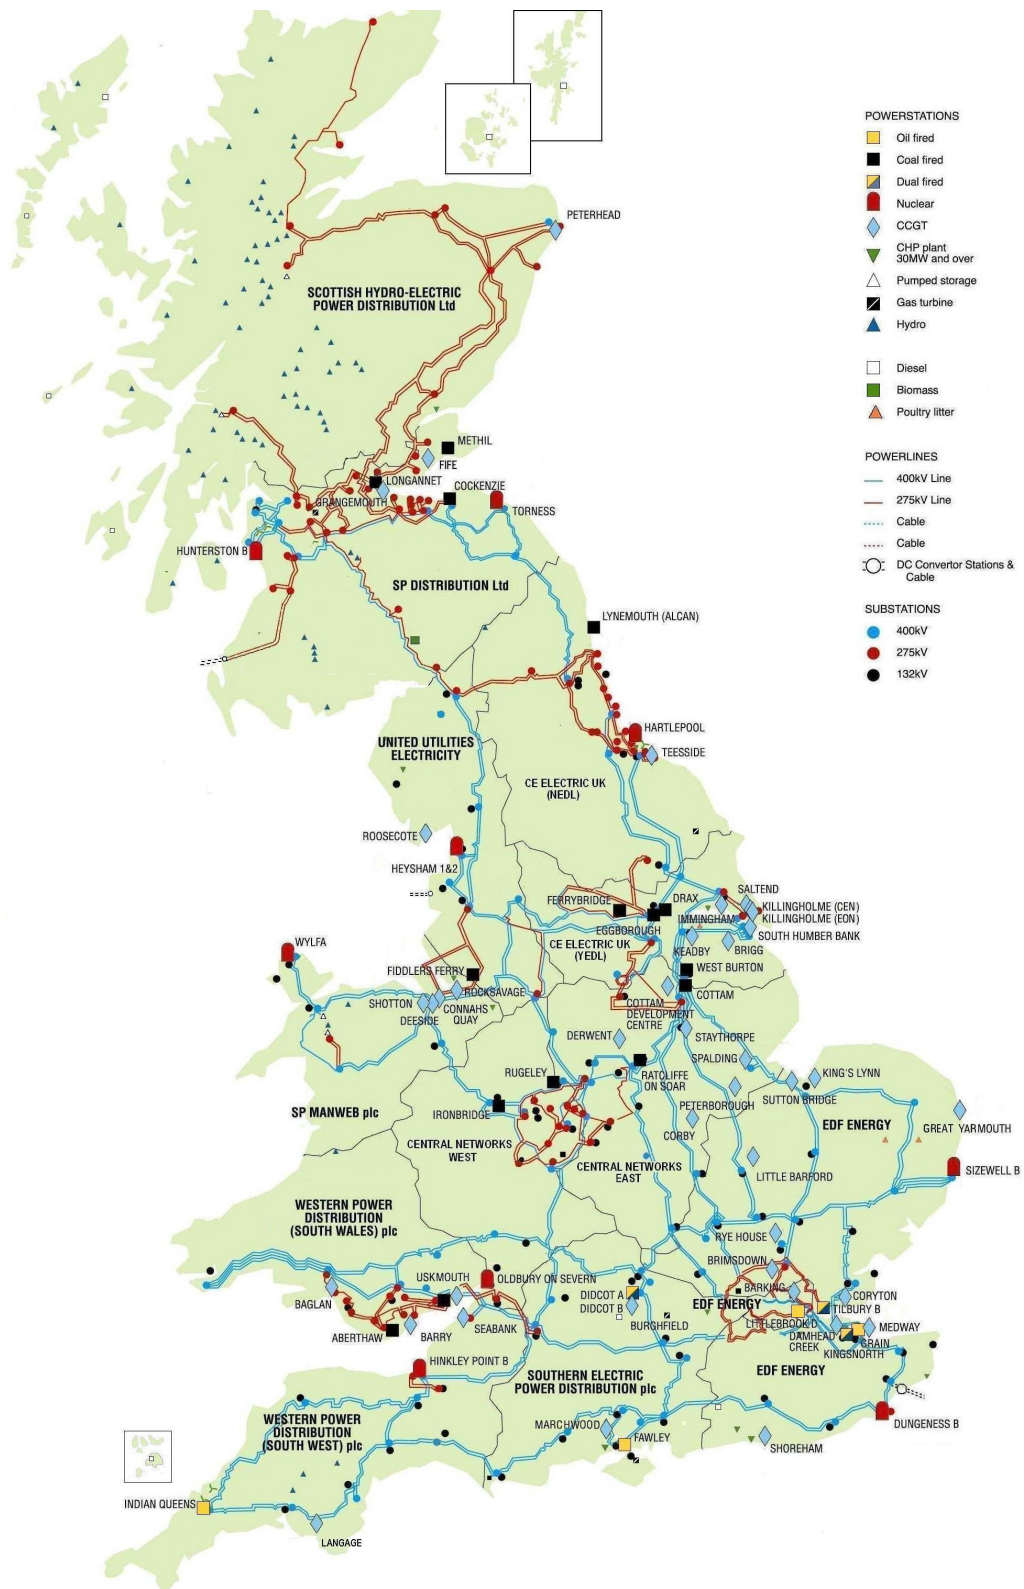 POWERSTATIONS
Oil fired
Coal fired
Dual fired
Nuclear
CCGT
CHP plant
30MW and over
Pumped storage
Gas turbine
Hydro
Diesel
Biomass
Poultry litter
POWERLINES
400kV Line
275kV Line
Cable
Cable
DC Convertor Stations &
Cable
SUBSTATIONS
400kV
275kV
132kV
PETERHEAD
SCOTTISH HYDRO-ELECTRIC
POWER DISTRIBUTION Ltd
METHIL
FIFE
LONGANNET
COCKENZIE
GRANGEMOUTH
TORNESS
HUNTERSTON B
SP DISTRIBUTION Ltd
LYNEMOUTH (ALCAN)
HARTLEPOOL
TEESSIDE
UNITED UTILITIES
ELECTRICITY
CE ELECTRIC UK
(NEDL)
ROOSECOTE
HEYSHAM 1&2
SALTEND
FERRYBRIDGE
DRAX
KILLINGHOLME (CEN)
IMMINGHAM
KILLINGHOLME (EON)
EGGBOROUGH
SOUTH HUMBER BANK
CE ELECTRIC UK
(YEDL)
KEADBY
BRIGG
WYLFA
FIDDLERS FERRY
WEST BURTON
ROCKSAVAGE
COTTAM
SHOTTON
DEESIDE
CONNAHS
QUAY
COTTAM
DEVELOPMENT
CENTRE
DERWENT
STAYTHORPE
SPALDING
RUGELEY
RATCLIFFE
ON SOAR
KING'S LYNN
SUTTON BRIDGE
SP MANWEB plc
IRONBRIDGE
PETERBOROUGH
EDF ENERGY
GREAT YARMOUTH
CORBY
CENTRAL NETWORKS
WEST
CENTRAL NETWORKS
EAST
LITTLE BARFORD
SIZEWELL B
WESTERN POWER
DISTRIBUTION
(SOUTH WALES) plc
RYE HOUSE
BRIMSDOWN
USKMOUTH
OLDBURY ON SEVERN
DIDCOT A
DIDCOT B
BARKING
CORYTON
BAGLAN
EDF ENERGY
TILBURY B
ABERTHAW
BARRY
SEABANK
BURGHFIELD
LITTLEBROOK D
DAMHEAD
CREEK
MEDWAY
GRAIN
KINGSNORTH
HINKLEY POINT B
SOUTHERN ELECTRIC
POWER DISTRIBUTION plc
EDF ENERGY
WESTERN POWER
DISTRIBUTION
(SOUTH WEST) plc
MARCHWOOD
FAWLEY
SHOREHAM
DUNGENESS B
INDIAN QUEENS
LANGAGE